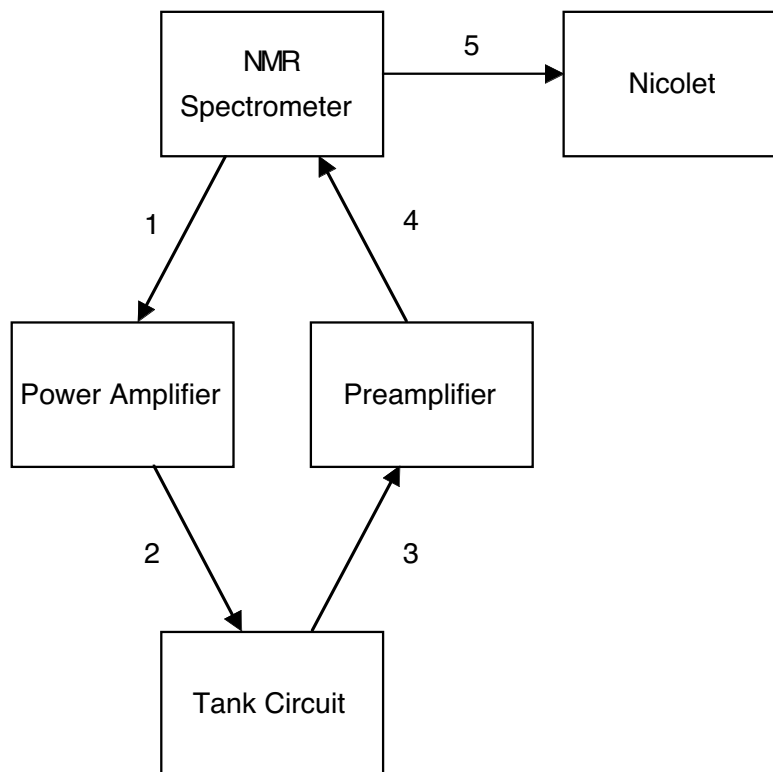 NMR
Spectrometer
5
Nicolet
1
4
Power Amplifier
Preamplifier
2
3
Tank Circuit